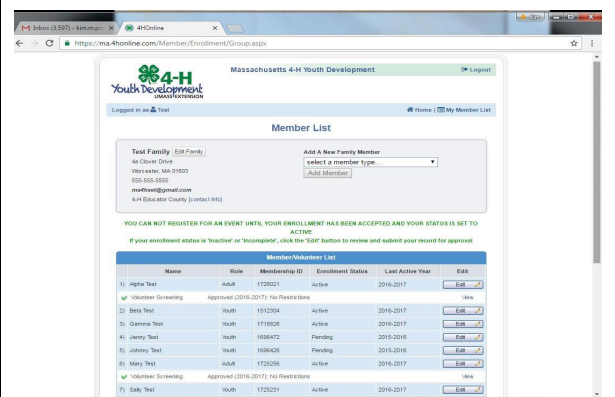 Inbox (3,597) - kim.m.p
4HOnline
https://ma.4honline.com/Member/Enrollment/Group.aspx
4-H
Youth Development
UMASS EXTENSION
Massachusetts 4-H Youth Development
Logout
Logged in as Test
Home | My Member List
Member List
Test Family Edit Family
4a Clover Drive
Worcester, MA 01603
555-555-5555
ma4hset@gmail.com
4-H Educator County [contact info]
Add A New Family Member
select a member type...
Add Member
YOU CAN NOT REGISTER FOR AN EVENT UNTIL YOUR ENROLLMENT HAS BEEN ACCEPTED AND YOUR STATUS IS SET TO
ACTIVE
If your enrollment status is 'Inactive' or 'Incomplete', click the 'Edit' button to review and submit your record for approval
Member/Volunteer List
Name Role Membership ID Enrollment Status Last Active Year Edit
1) Alpha Test Adult 1726021 Active 2016-2017 Edit
Volunteer Screening Approved (2016-2017): No Restrictions View
2) Beta Test Youth 1512304 Active 2016-2017 Edit
3) Gamma Test Youth 1718826 Active 2016-2017 Edit
4) Jenny Test Youth 1696472 Pending 2015-2016 Edit
5) Johnny Test Youth 1696426 Pending 2015-2016 Edit
6) Mary Test Adult 1725256 Active 2016-2017 Edit
Volunteer Screening Approved (2016-2017): No Restrictions View
7) Sally Test Youth 1725231 Active 2016-2017 Edit